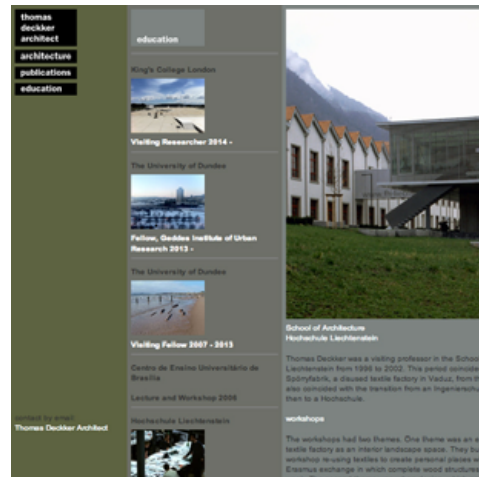 thomas
deckker
architect
architecture
publications
education
contact by email:
Thomas Deckker Architect
education
King's College London
Visiting Researcher 2014 -
The University of Dundee
Fellow, Geddes Institute of Urban
Research 2013 -
The University of Dundee
Visiting Fellow 2007 - 2013
Centro de Ensino Universitário de
Brasília
Lecture and Workshop 2006
Hochschule Liechtenstein
School of Architecture
Hochschule Liechtenstein
Thomas Deckker was a visiting professor in the Schoo
Liechtenstein from 1996 to 2002. This period coincide
Spörryfabrik, a disused textile factory in Vaduz, from th
also coincided with the transition from an Ingenierschu
then to a Hochschule.
workshops
The workshops had two themes. One theme was an e
textile factory as an interior landscape space. They bu
workshop re-using textiles to create personal places w
Erasmus exchange in which complete wood structures